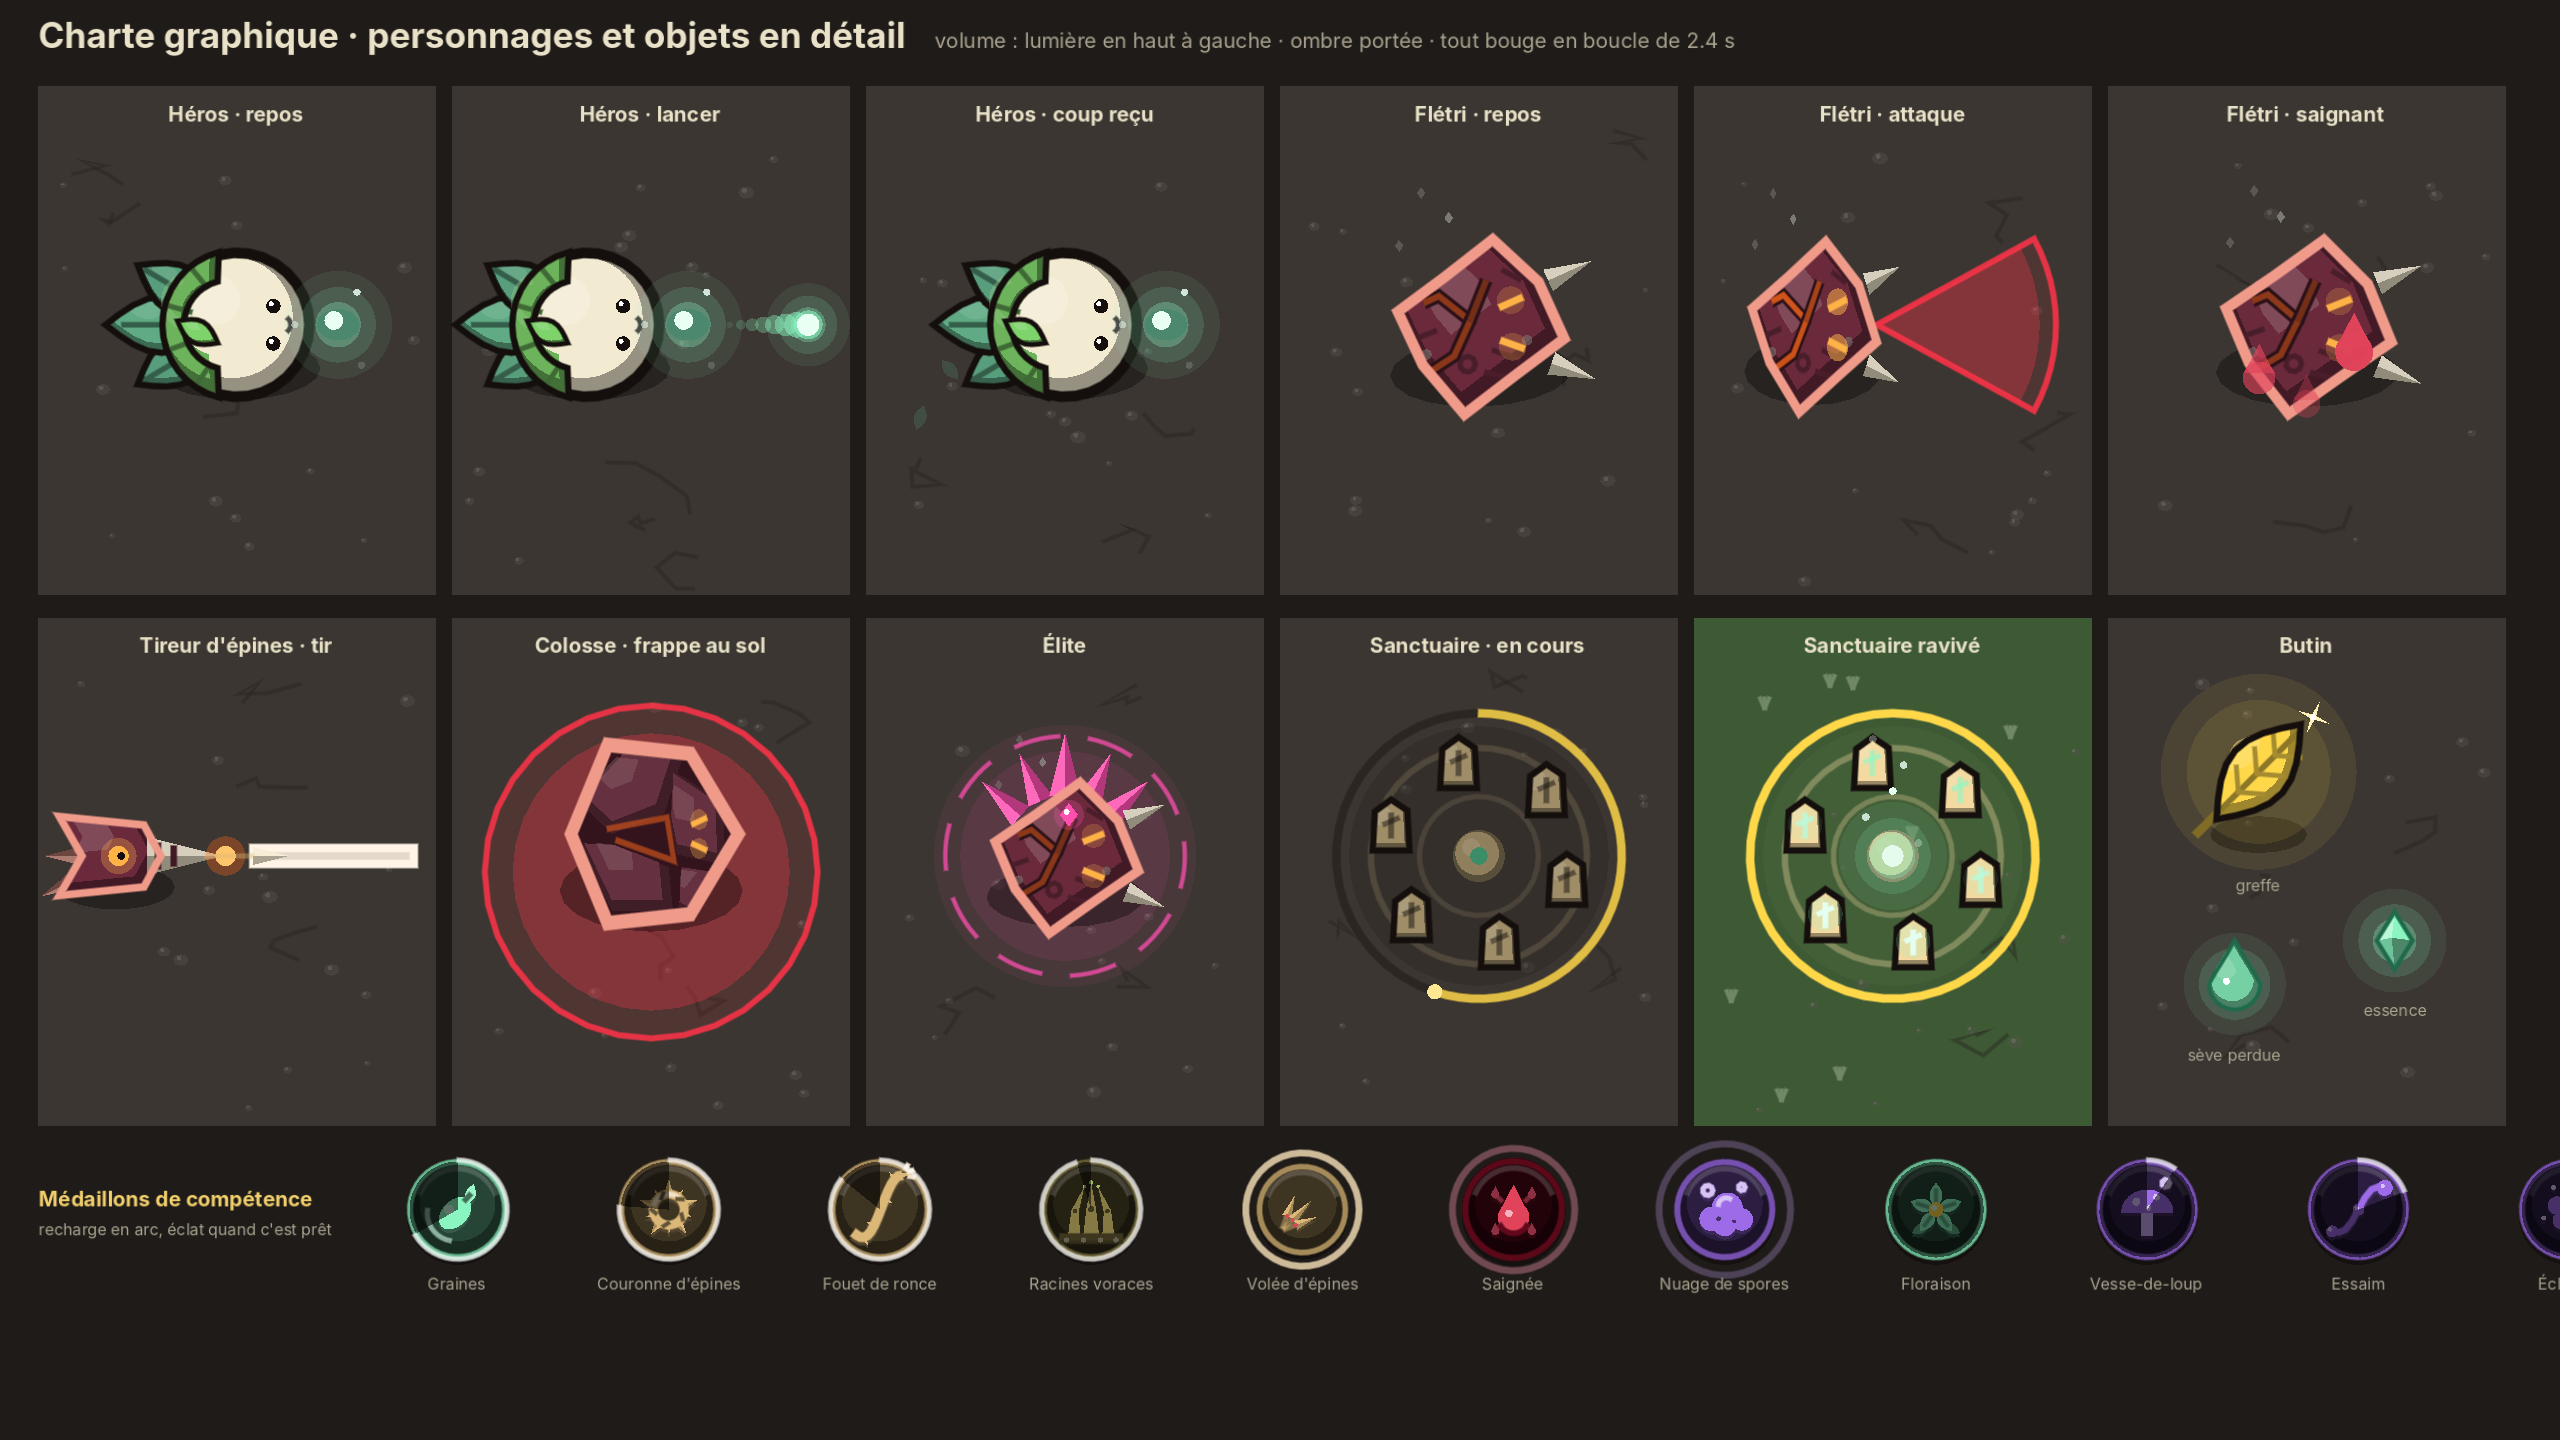 Charte graphique · personnages et objets en détail
volume : lumière en haut à gauche · ombre portée · tout bouge en boucle de 2.4 s
Héros · repos
Héros · lancer
Héros · coup reçu
Flétri · repos
Flétri · attaque
Flétri · saignant
Tireur d'épines · tir
Colosse · frappe au sol
Élite
Sanctuaire · en cours
Sanctuaire ravivé
Butin
greffe
essence
sève perdue
Médaillons de compétence
recharge en arc, éclat quand c'est prêt
Graines
Couronne d'épines
Fouet de ronce
Racines voraces
Volée d'épines
Saignée
Nuage de spores
Floraison
Vesse-de-loup
Essaim